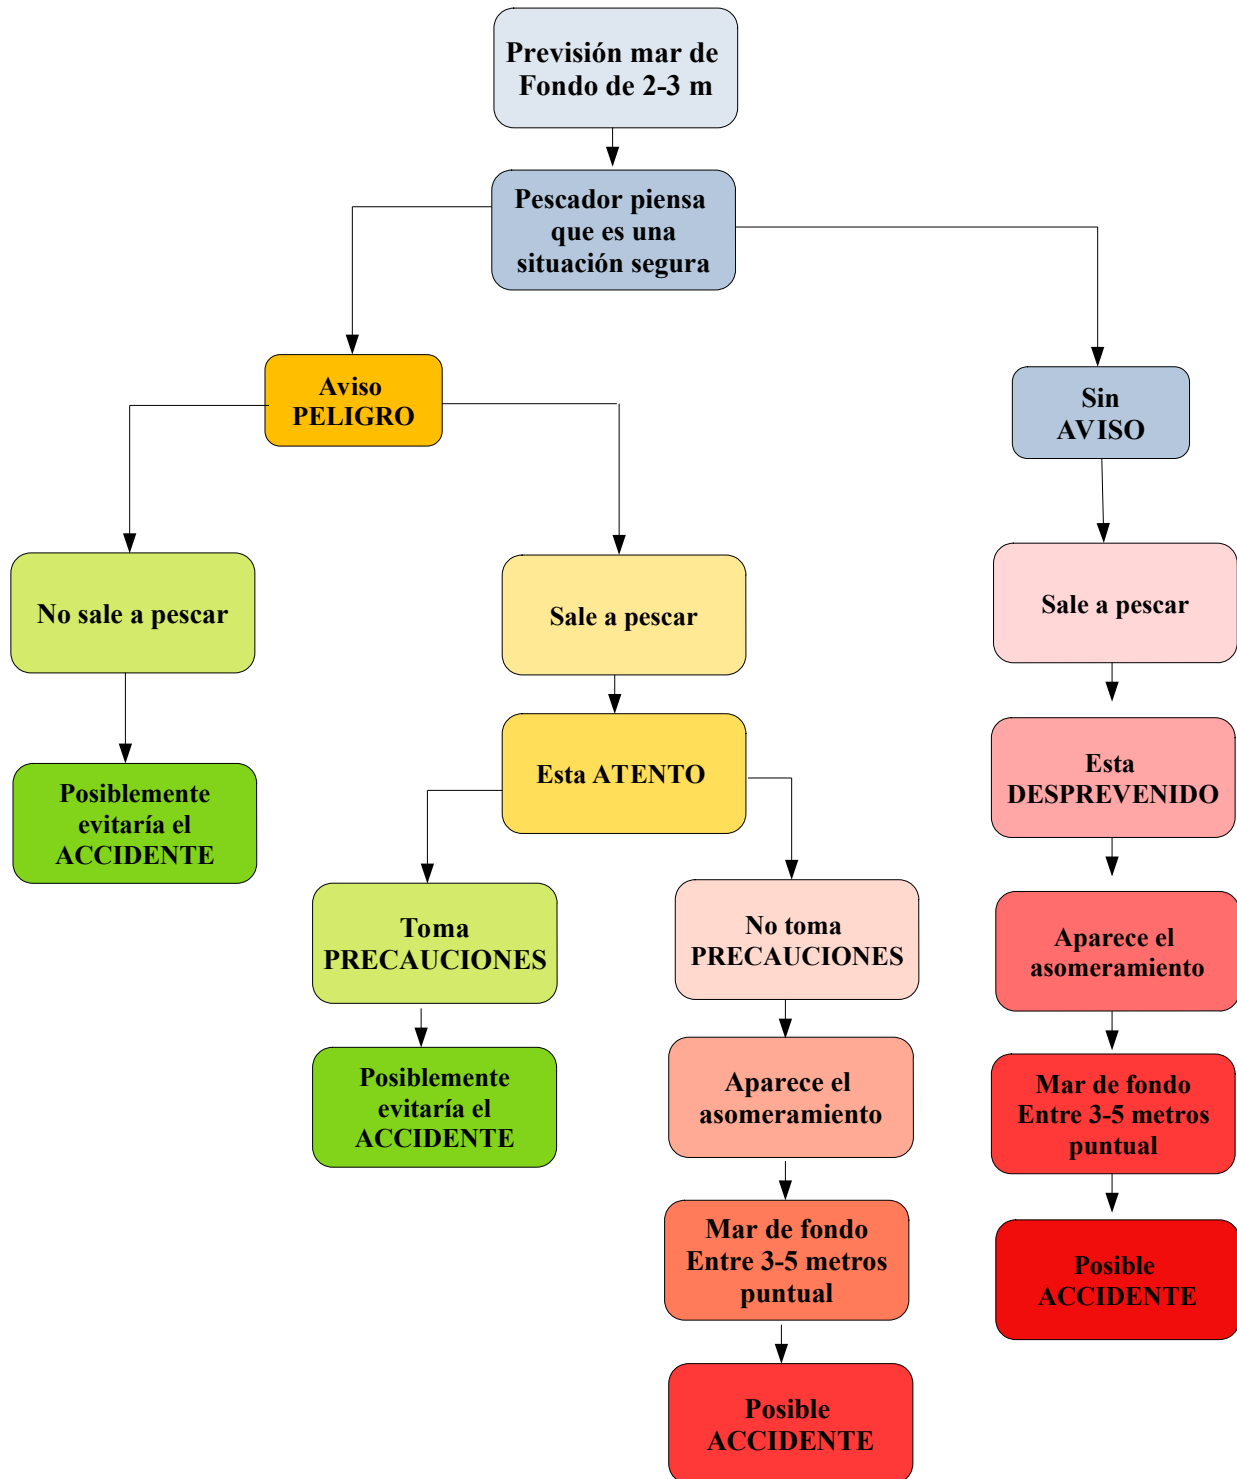 Previsión mar de
Fondo de 2-3 m
Pescador piensa
que es una
situación segura
Aviso
PELIGRO
Sin
AVISO
No sale a pescar
Sale a pescar
Sale a pescar
Esta ATENTO
Esta
DESPREVENIDO
Posiblemente
evitaría el
ACCIDENTE
Toma
PRECAUCIONES
No toma
PRECAUCIONES
Aparece el
asomeramiento
Posiblemente
evitaría el
ACCIDENTE
Aparece el
asomeramiento
Mar de fondo
Entre 3-5 metros
puntual
Mar de fondo
Entre 3-5 metros
puntual
Posible
ACCIDENTE
Posible
ACCIDENTE